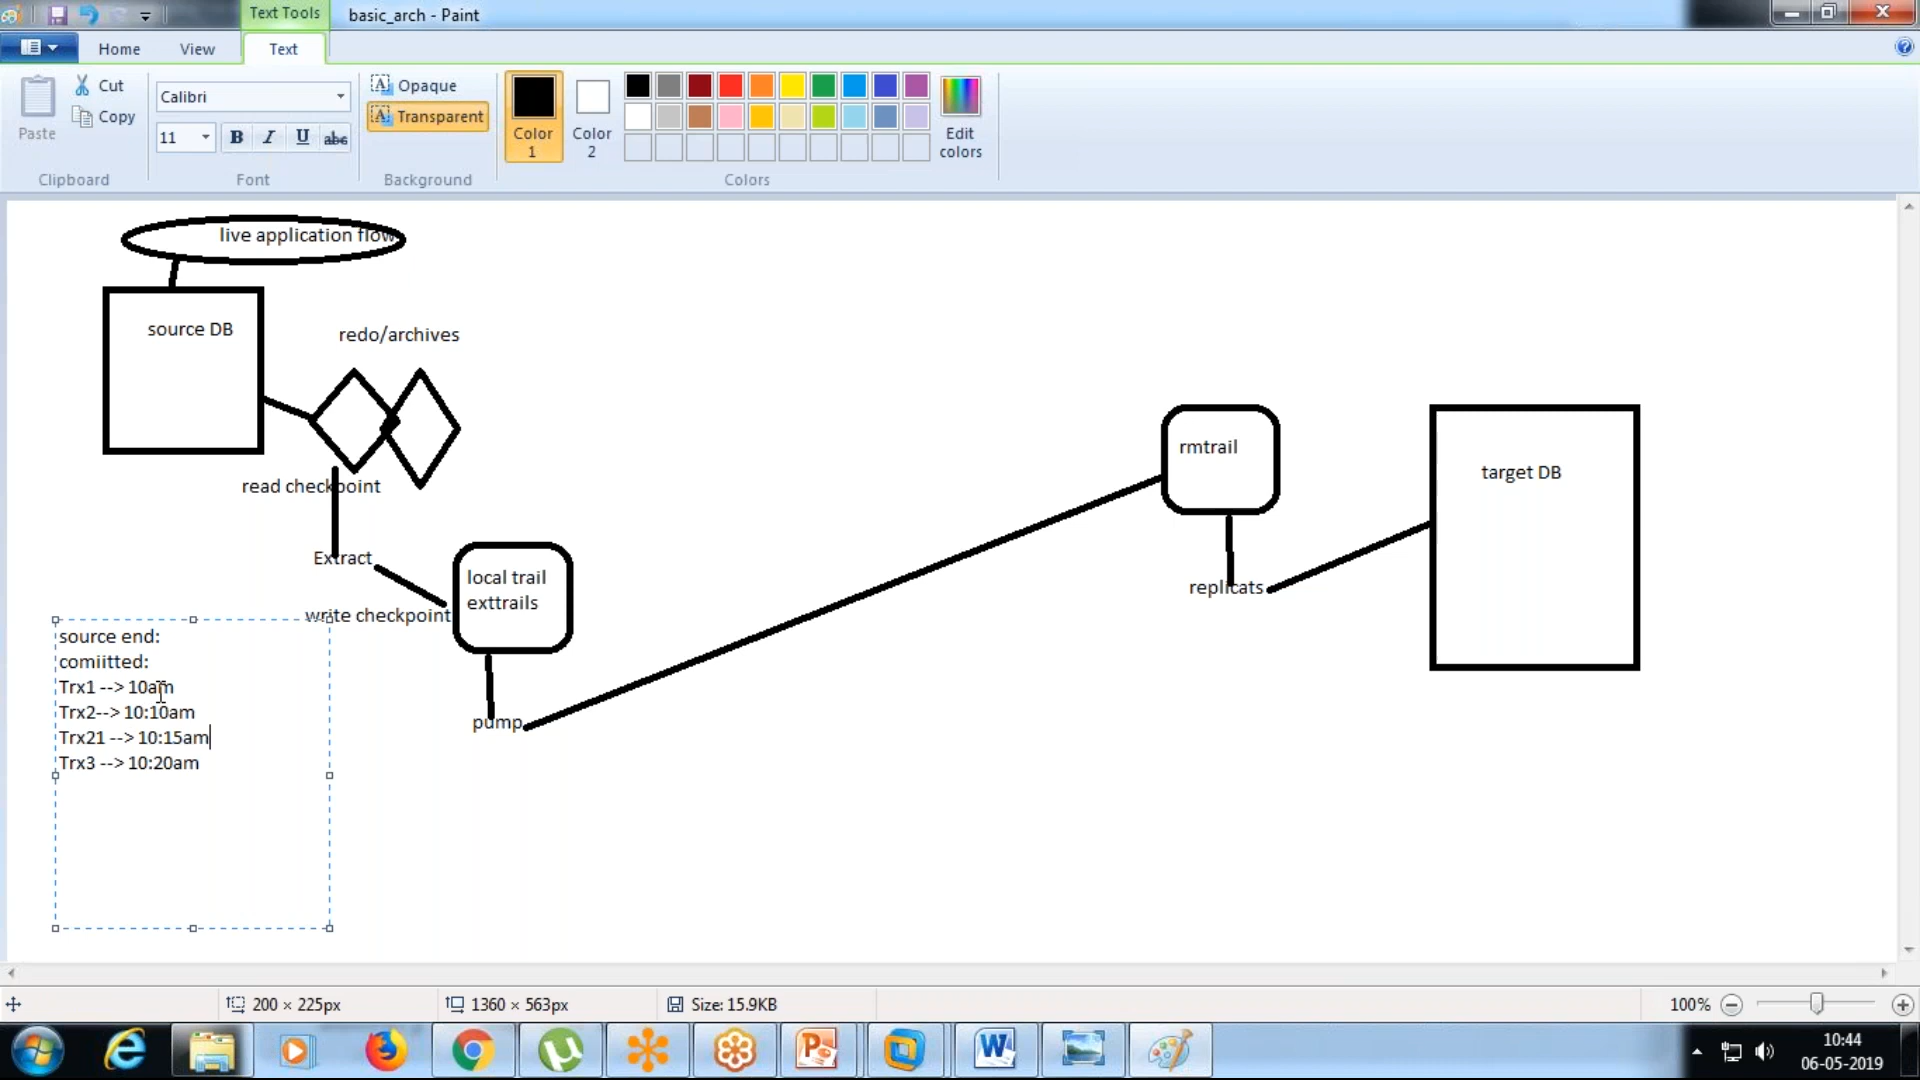 Text Tools
basic_arch - Paint
Home
View
Text
Paste
Cut
Copy
Clipboard
Calibri
11
B
I
U
abc
Font
Opaque
Transparent
Background
Color
1
Color
2
Edit
colors
Colors
live application flow
source DB
redo/archives
read checkpoint
Extract
local trail
exttrails
write checkpoint
pump
rmtrail
replicats
target DB
source end:
comiitted:
Trx1 --> 10am
Trx2--> 10:10am
Trx21 --> 10:15am
Trx3 --> 10:20am
200 × 225px
1360 × 563px
Size: 15.9KB
100%
10:44
06-05-2019